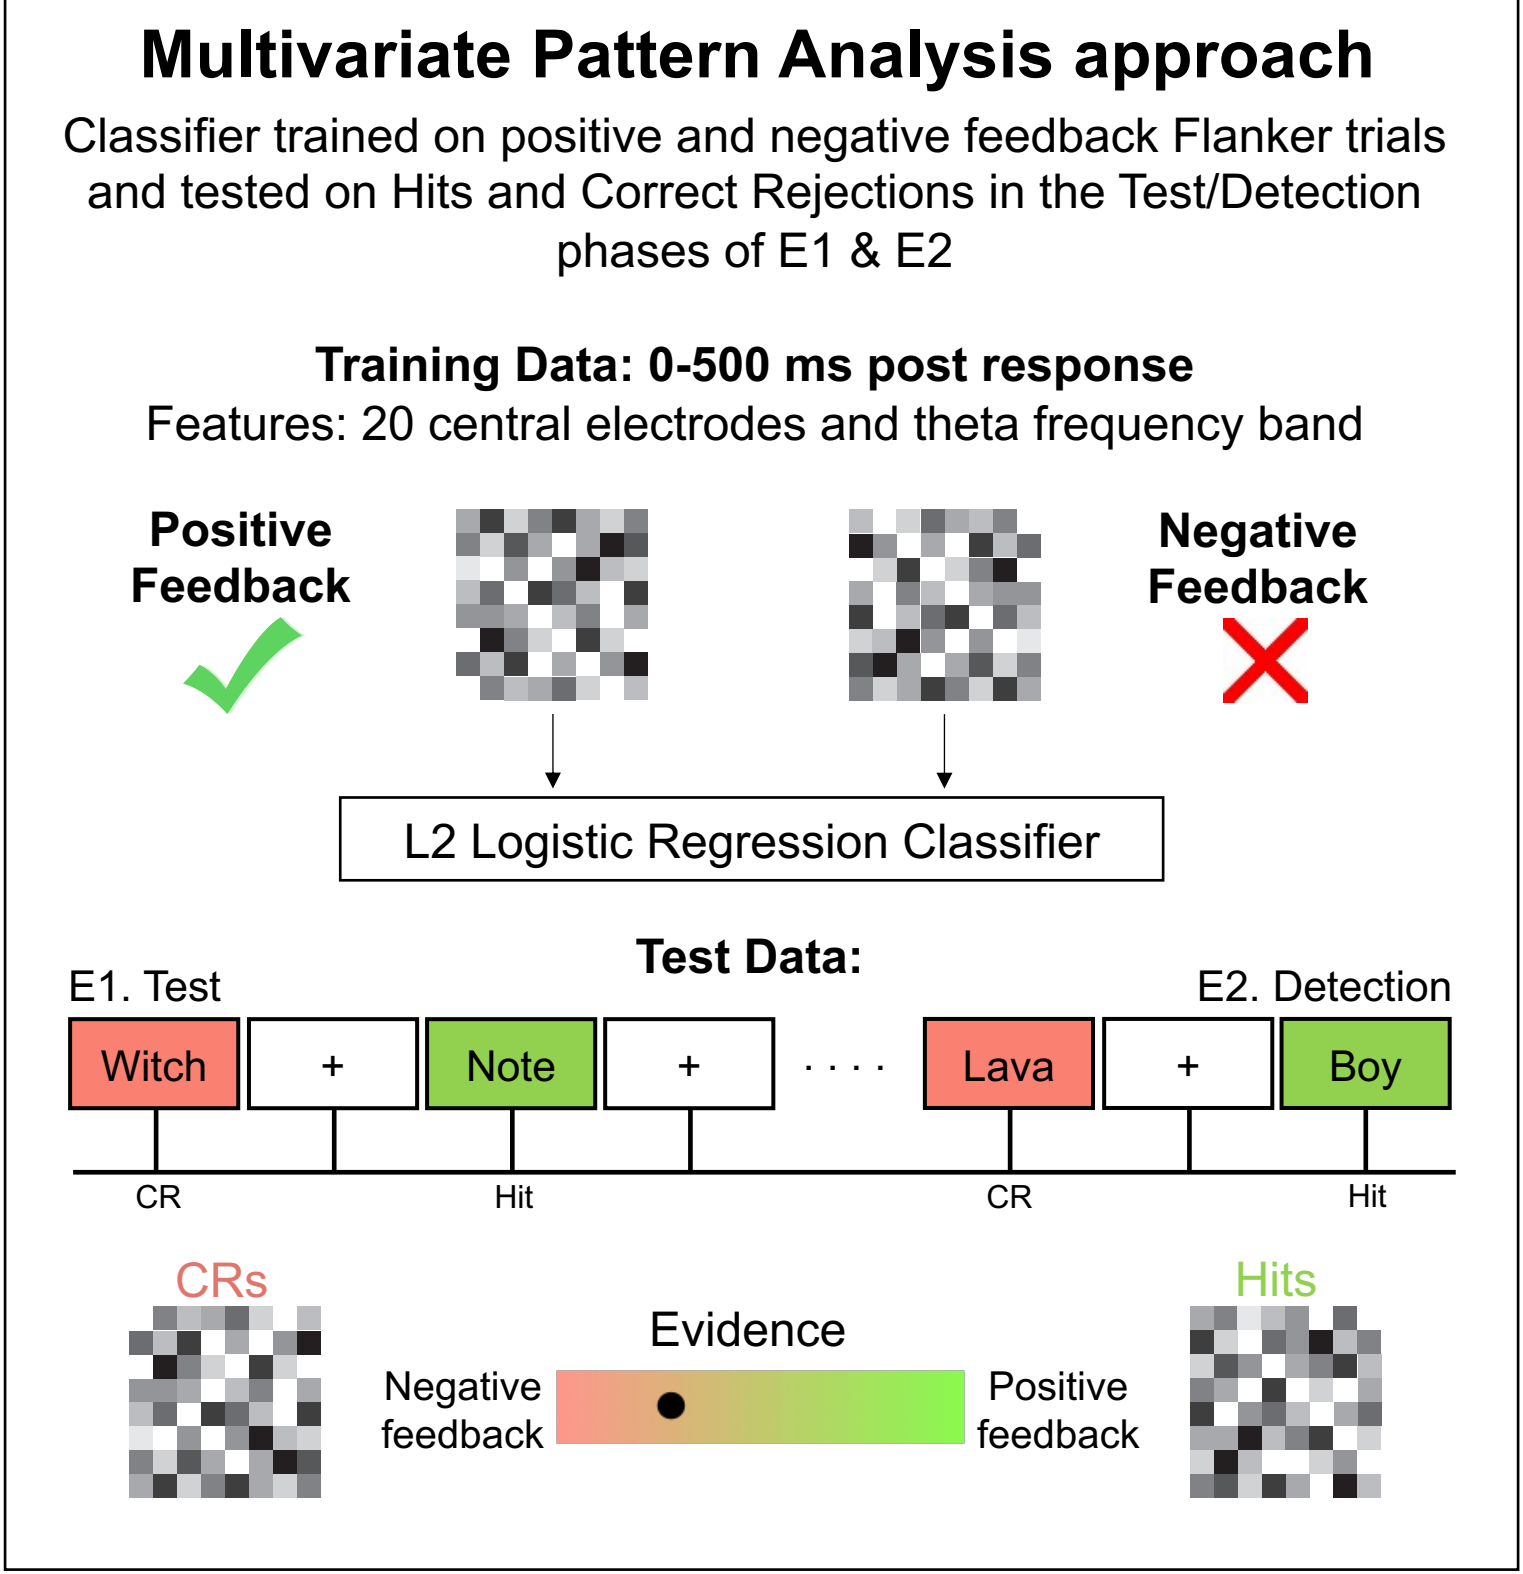 Multivariate Pattern Analysis approach
Classifier trained on positive and negative feedback Flanker trials
and tested on Hits and Correct Rejections in the Test/Detection
phases of E1 & E2
Training Data: 0-500 ms post response
Features: 20 central electrodes and theta frequency band
Positive
Feedback
Negative
Feedback
L2 Logistic Regression Classifier
Test Data:
E1. Test
E2. Detection
Witch + Note + . . . . Lava + Boy
CR Hit CR Hit
CRs
Hits
Evidence
Negative
feedback
Positive
feedback